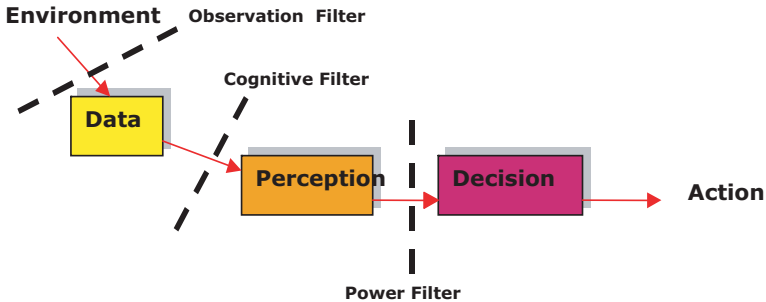 Environment
Observation Filter
Cognitive Filter
Data
Perception
Decision
Action
Power Filter